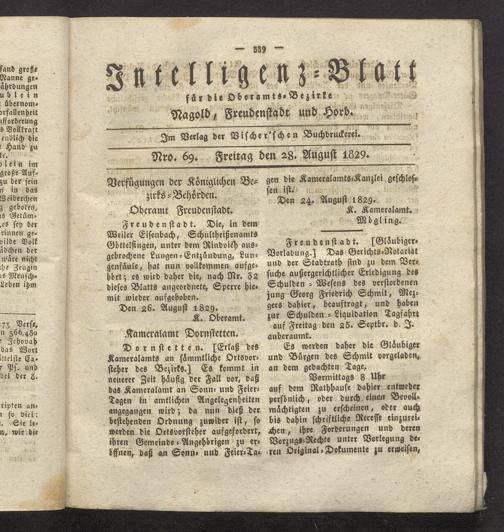 — 339 —
Intelligenz-Blatt
für die Oberamts-Bezirke
Nagold, Freudenstadt und Horb.
Im Verlag der Vischer'schen Buchdruckerei.
Nro. 69. Freitag den 28. August 1829.
Verfügungen der Königlichen Be-
zirks-Behörden.
Oberamt Freudenstadt.
Freudenstadt. Die, in dem
Weiler Eisenbach, Schultheißenamts
Göttelfingen, unter dem Rindvieh aus-
gebrochene Lungen-Entzündung, Lun-
genfäule, hat nun vollkommen aufge-
hört; es wird daher die, nach Nr. 52
dieses Blatts angeordnete, Sperre hie-
mit wieder aufgehoben.
Den 26. August 1829.
K. Oberamt.
Kameralamt Dornstetten.
Dornstetten. [Erlaß des
Kameralamts an sämmtliche Ortsvor-
steher des Bezirks.] Es kommt in
neuerer Zeit häufig der Fall vor, daß
das Kameralamt an Sonn- und Feier-
Tagen in amtlichen Angelegenheiten
angegangen wird; da nun dieß der
bestehenden Ordnung zuwider ist, so
werden die Ortsvorsteher aufgefordert,
ihren Gemeinde-Angehörigen zu er-
öffnen, daß an Sonn- und Feier-Ta-
gen die Kameralamts-Kanzlei geschlos-
sen ist.
Den 24. August 1829.
K. Kameralamt.
Mögling.
Freudenstadt. [Gläubiger-
Vorladung.] Das Gerichts-Notariat
und der Stadtrath sind zu dem Ver-
suche außergerichtlicher Erledigung des
Schulden-Wesens des verstorbenen
jung Georg Friedrich Schmit, Mez-
gers dahier, beauftragt, und haben
zur Schulden-Liquidation Tagfahrt
auf Freitag den 25. Septbr. d. J.
anberaumt.
Es werden daher die Gläubiger
und Bürgen des Schmit vorgeladen,
an dem gedachten Tag,
Vormittags 8 Uhr
auf dem Rathhause dahier entweder
persönlich, oder durch einen Bevoll-
mächtigten zu erscheinen, oder auch
bis dahin schriftliche Recesse einzurei-
chen, ihre Forderungen und deren
Vorzugs-Rechte unter Vorlegung de-
ren Original-Dokumente zu erweisen,